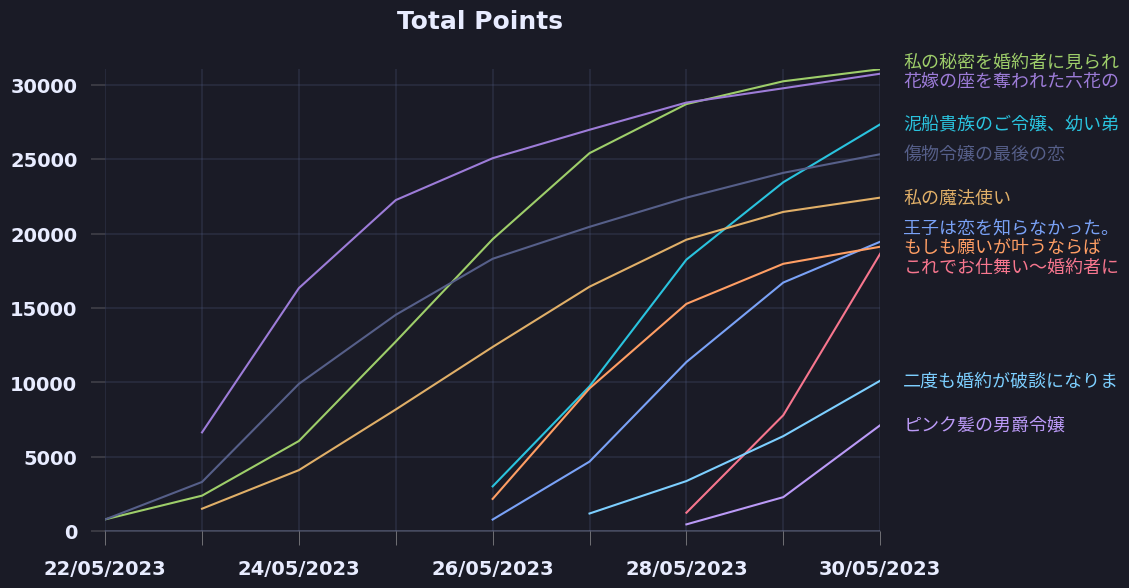 Total Points
30000
25000
20000
15000
10000
5000
0
22/05/2023
24/05/2023
26/05/2023
28/05/2023
30/05/2023
私の秘密を婚約者に見られ
花嫁の座を奪われた六花の
泥船貴族のご令嬢、幼い弟
傷物令嬢の最後の恋
私の魔法使い
王子は恋を知らなかった。
もしも願いが叶うならば
これでお仕舞い～婚約者に
二度も婚約が破談になりま
ピンク髪の男爵令嬢